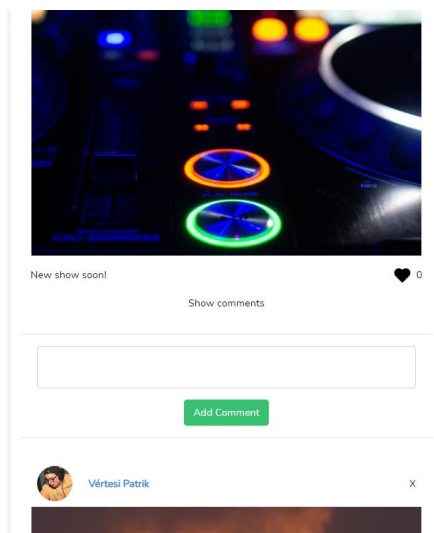 New show soon!
0
Show comments
Add Comment
Vértesi Patrik
X